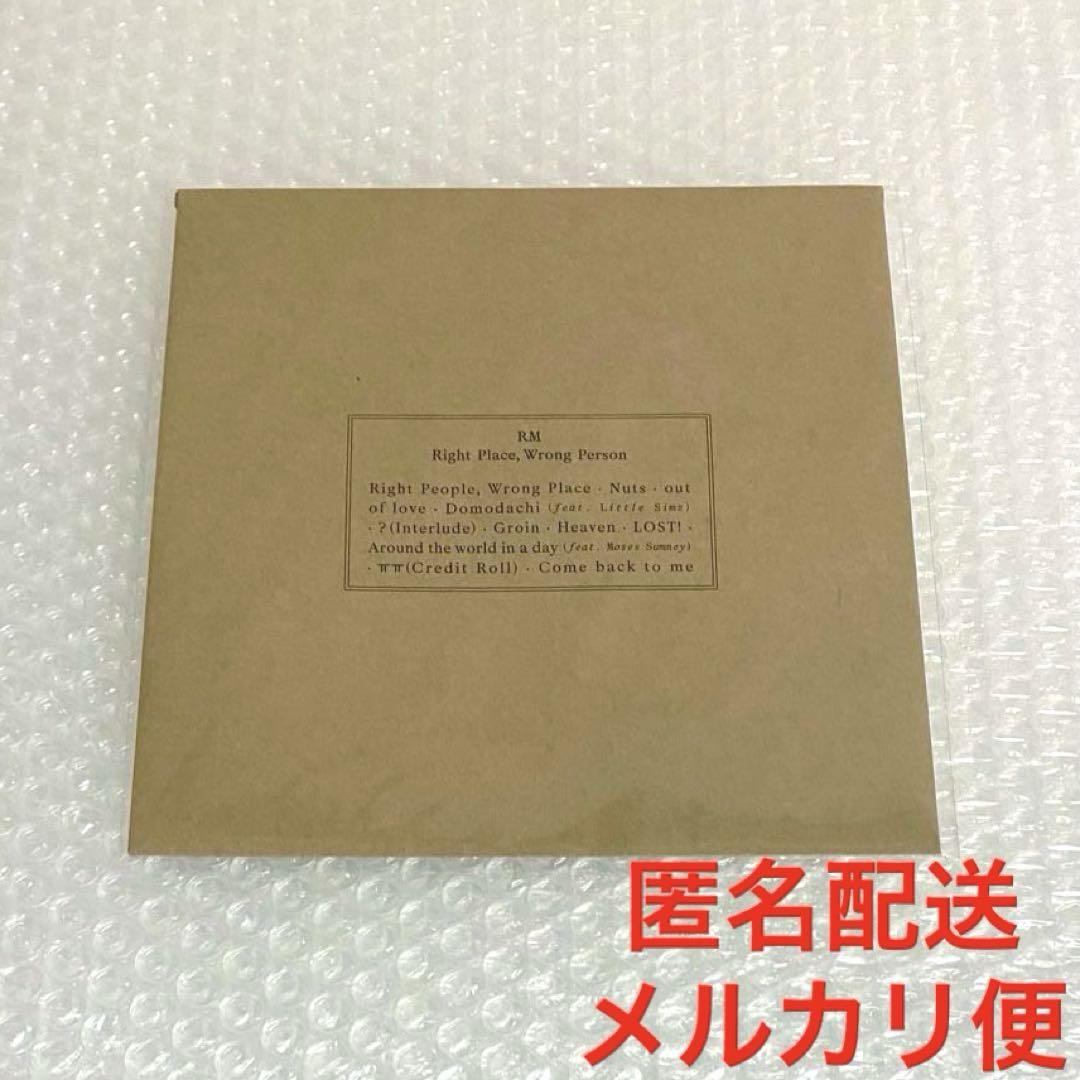 RM
Right Place, Wrong Person
Right People, Wrong Place · Nuts · out
of love · Domodachi (feat. Little Simz)
· ?(Interlude) · Groin · Heaven · LOST! ·
Around the world in a day (feat. Moses Sumney)
· ㅠㅠ(Credit Roll) · Come back to me
匿名配送
メルカリ便